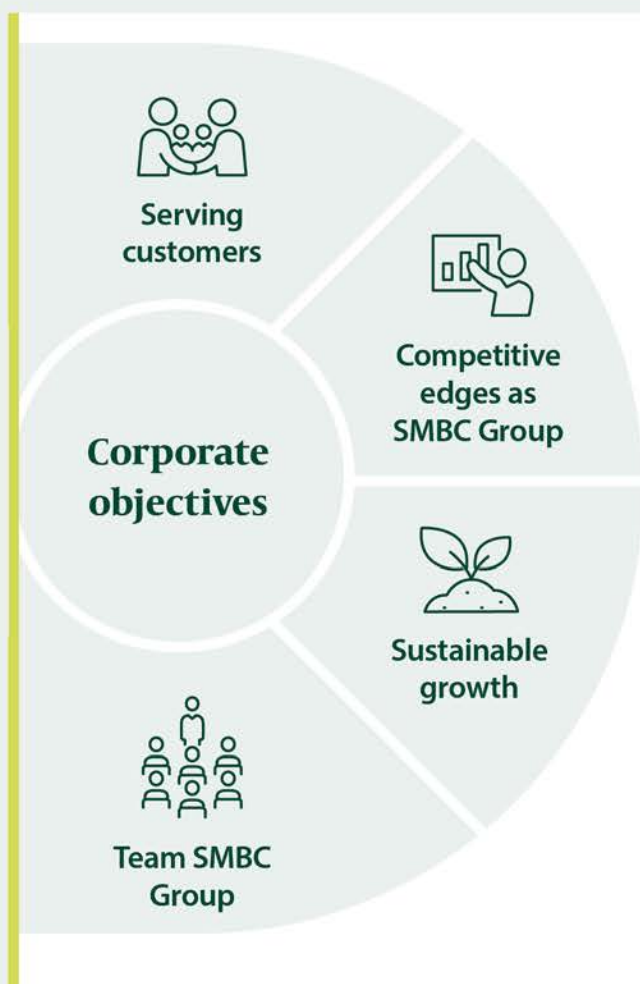 Serving
customers
Competitive
edges as
SMBC Group
Corporate
objectives
Sustainable
growth
Team SMBC
Group